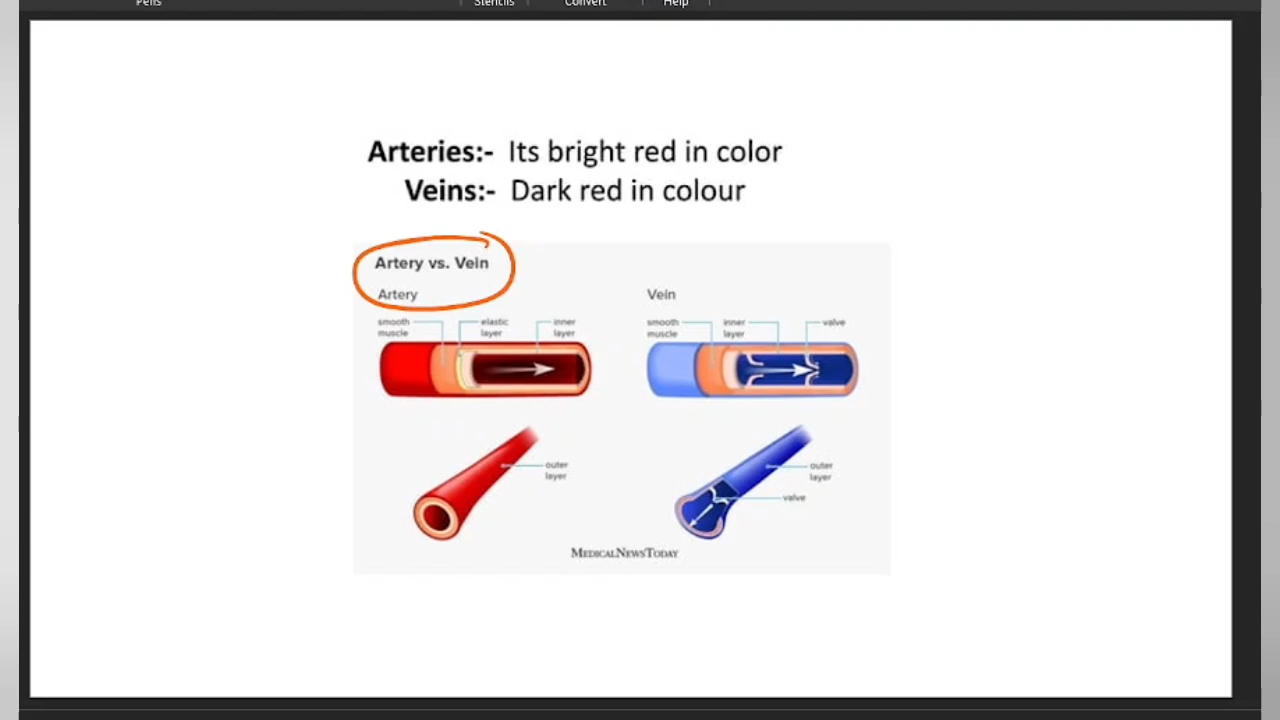 Pens Stencils Convert Help
Arteries:- Its bright red in color
Veins:- Dark red in colour
Artery vs. Vein
Artery
Vein
smooth muscle
elastic layer
inner layer
smooth muscle
inner layer
valve
outer layer
outer layer
valve
MEDICALNEWSTODAY